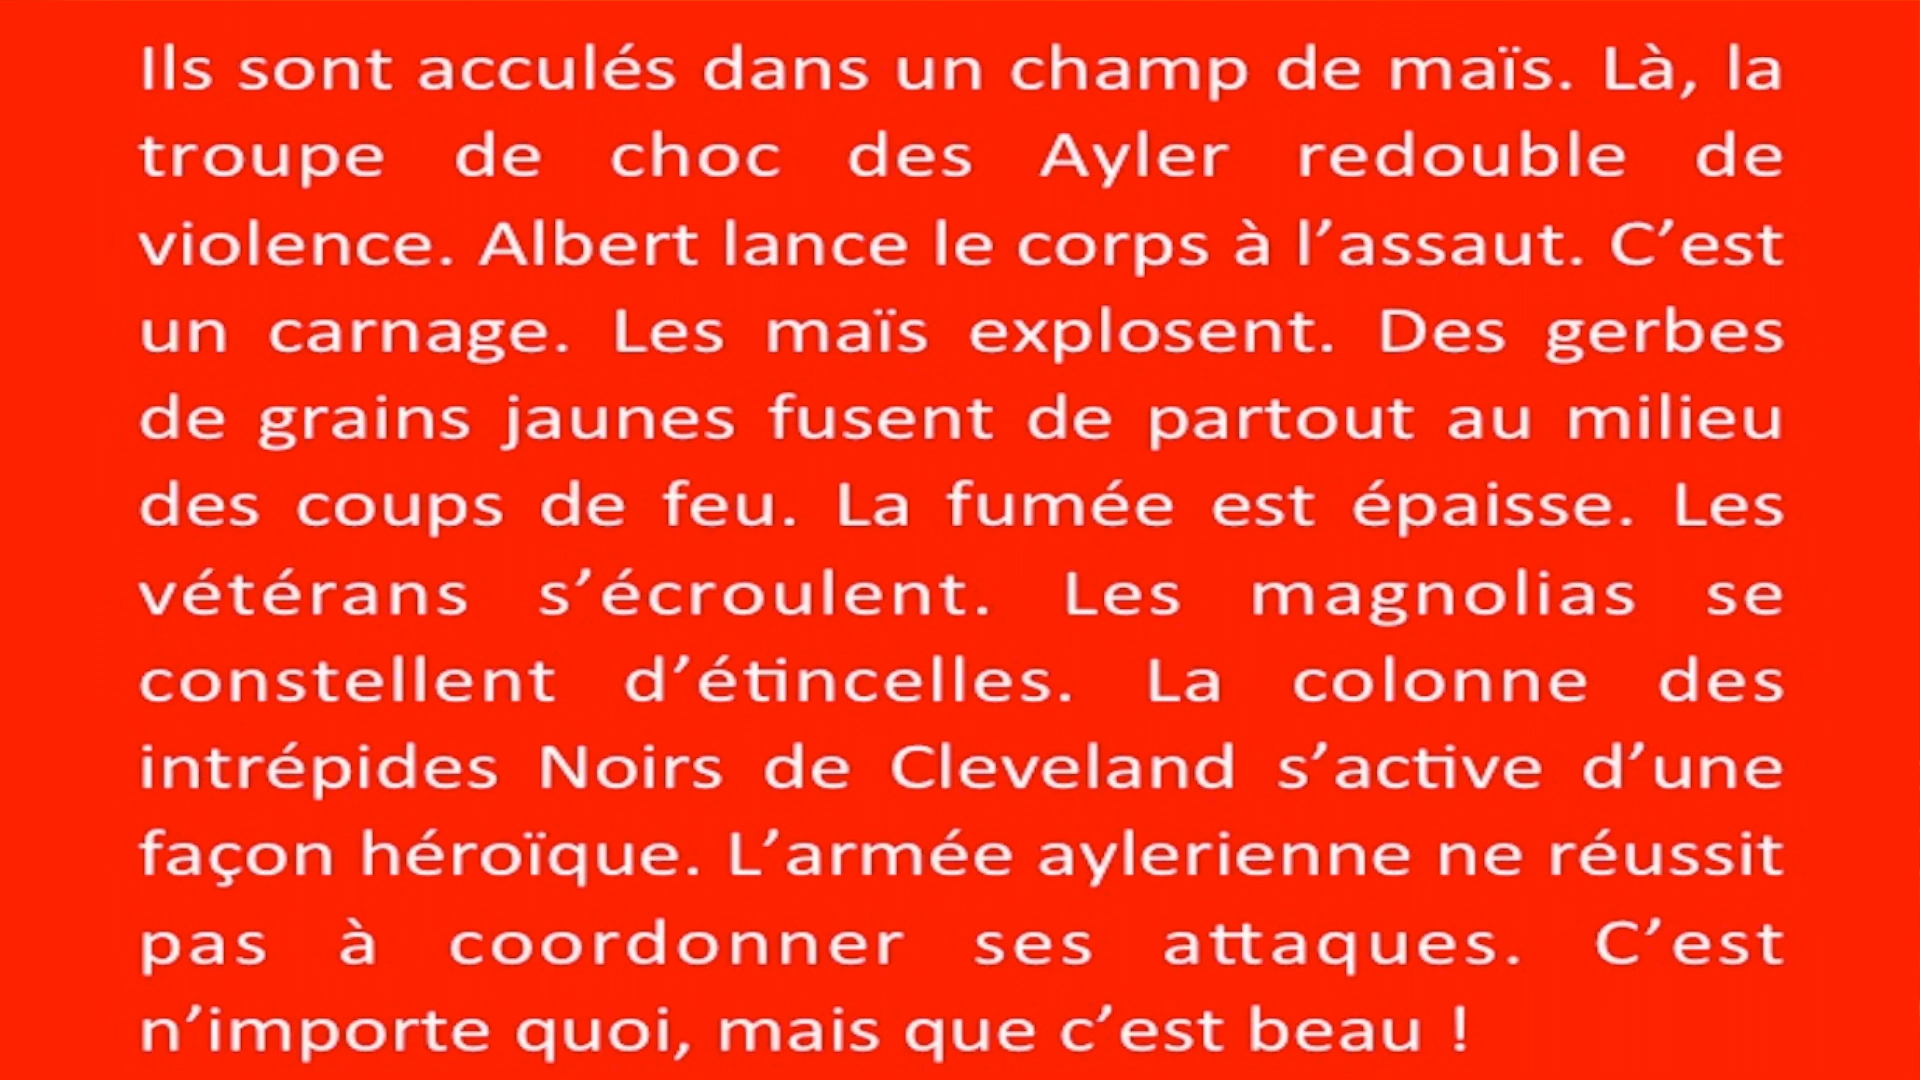 Ils sont acculés dans un champ de maïs. Là, la
troupe de choc des Ayler redouble de
violence. Albert lance le corps à l’assaut. C’est
un carnage. Les maïs explosent. Des gerbes
de grains jaunes fusent de partout au milieu
des coups de feu. La fumée est épaisse. Les
vétérans s’écroulent. Les magnolias se
constellent d’étincelles. La colonne des
intrépides Noirs de Cleveland s’active d’une
façon héroïque. L’armée aylerienne ne réussit
pas à coordonner ses attaques. C’est
n’importe quoi, mais que c’est beau !